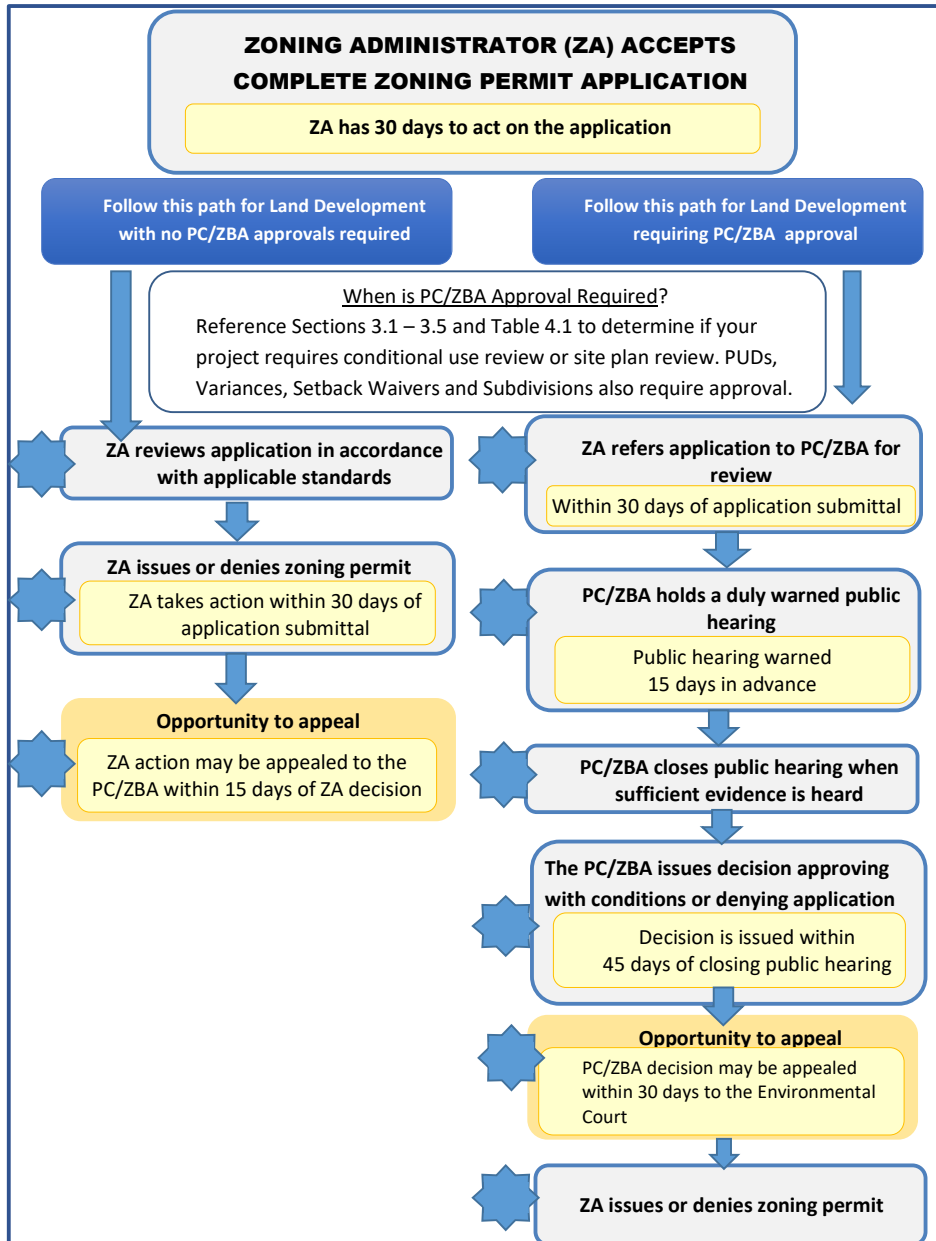 ZONING ADMINISTRATOR (ZA) ACCEPTS
COMPLETE ZONING PERMIT APPLICATION
ZA has 30 days to act on the application
Follow this path for Land Development
with no PC/ZBA approvals required
Follow this path for Land Development
requiring PC/ZBA approval
When is PC/ZBA Approval Required?
Reference Sections 3.1 – 3.5 and Table 4.1 to determine if your
project requires conditional use review or site plan review. PUDs,
Variances, Setback Waivers and Subdivisions also require approval.
ZA reviews application in accordance
with applicable standards
ZA issues or denies zoning permit
ZA takes action within 30 days of
application submittal
Opportunity to appeal
ZA action may be appealed to the
PC/ZBA within 15 days of ZA decision
ZA refers application to PC/ZBA for
review
Within 30 days of application submittal
PC/ZBA holds a duly warned public
hearing
Public hearing warned
15 days in advance
PC/ZBA closes public hearing when
sufficient evidence is heard
The PC/ZBA issues decision approving
with conditions or denying application
Decision is issued within
45 days of closing public hearing
Opportunity to appeal
PC/ZBA decision may be appealed
within 30 days to the Environmental
Court
ZA issues or denies zoning permit